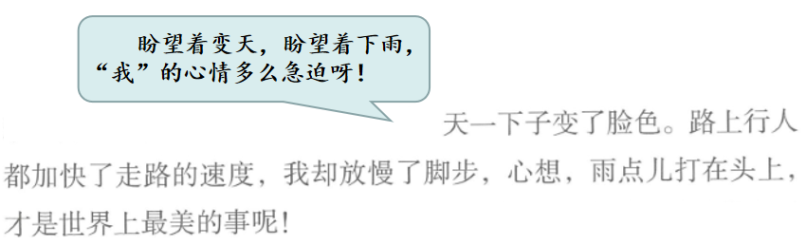 盼望着变天，盼望着下雨，
“我”的心情多么急迫呀！
天一下子变了脸色。路上行人
都加快了走路的速度，我却放慢了脚步，心想，雨点儿打在头上，
才是世界上最美的事呢！